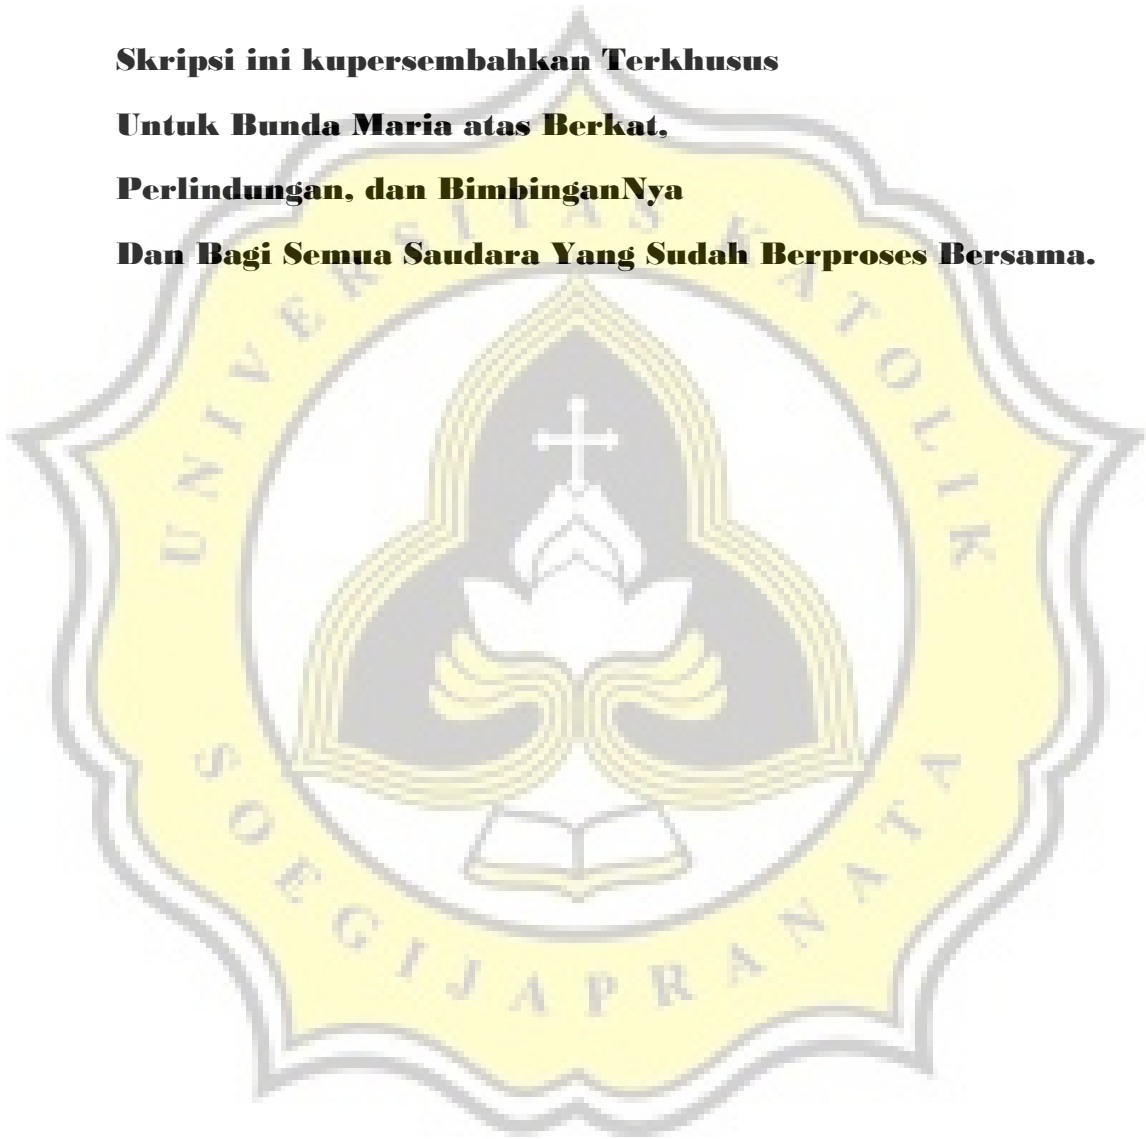 Skripsi ini kupersembahkan Terkhusus
Untuk Bunda Maria atas Berkat,
Perlindungan, dan BimbinganNya
Dan Bagi Semua Saudara Yang Sudah Berproses Bersama.
UNIVERSITAS KATOLIK
SOEGIJAPRANATA